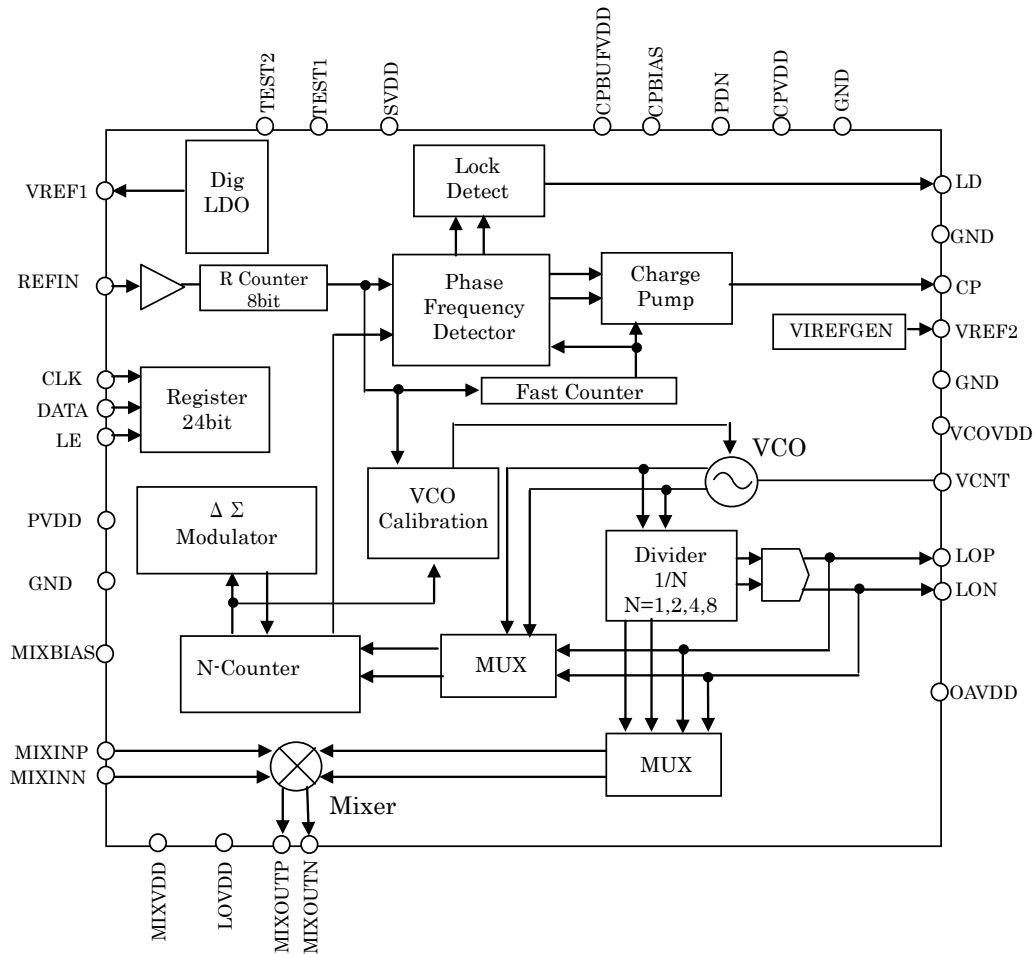 TEST2
TEST1
SVDD
CPBUFVDD
CPBIAS
PDN
CPVDD
GND
VREF1
Dig
LDO
Lock
Detect
LD
GND
REFIN
R Counter
8bit
Phase
Frequency
Detector
Charge
Pump
CP
VIREFGEN
VREF2
CLK
DATA
LE
Register
24bit
Fast Counter
GND
VCOVDD
VCO
VCNT
VCO
Calibration
Δ Σ
Modulator
PVDD
GND
Divider
1/N
N=1,2,4,8
LOP
LON
MIXBIAS
N-Counter
MUX
OAVDD
MIXINP
MIXINN
Mixer
MUX
MIXVDD
LOVDD
MIXOUTP
MIXOUTN